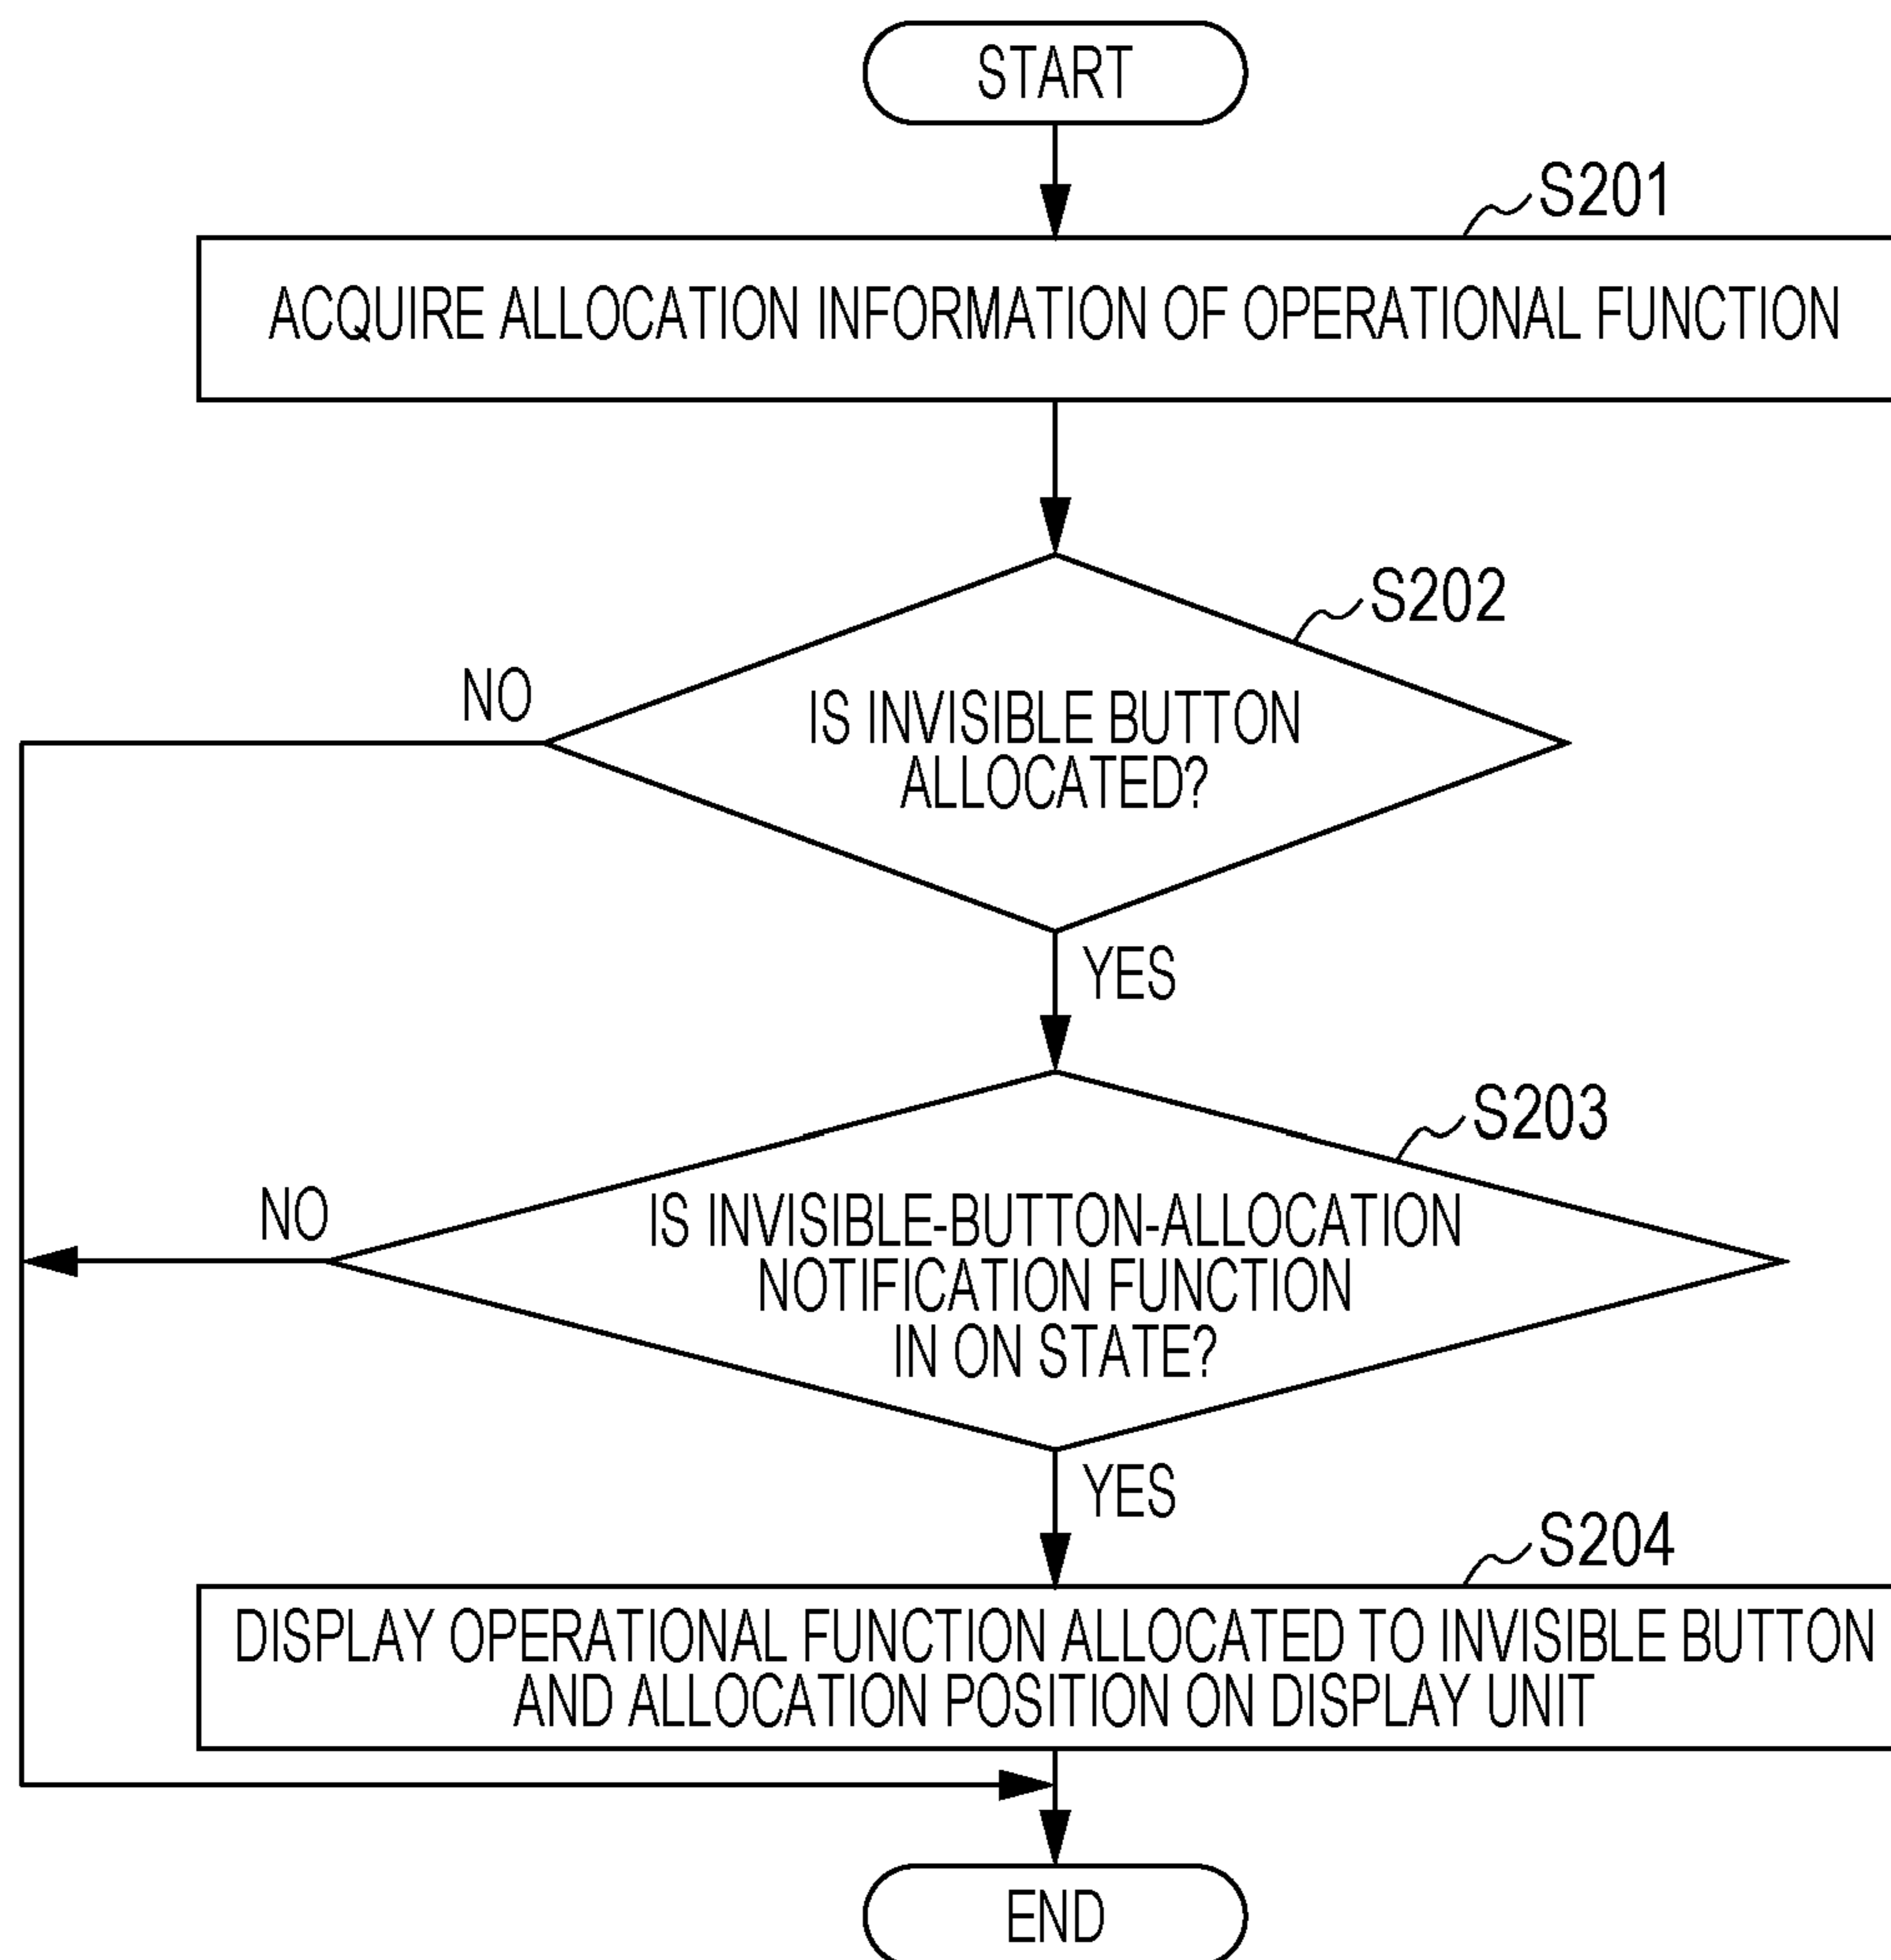 START
S201
ACQUIRE ALLOCATION INFORMATION OF OPERATIONAL FUNCTION
S202
NO
IS INVISIBLE BUTTON
ALLOCATED?
YES
S203
NO
IS INVISIBLE-BUTTON-ALLOCATION
NOTIFICATION FUNCTION
IN ON STATE?
YES
S204
DISPLAY OPERATIONAL FUNCTION ALLOCATED TO INVISIBLE BUTTON
AND ALLOCATION POSITION ON DISPLAY UNIT
END